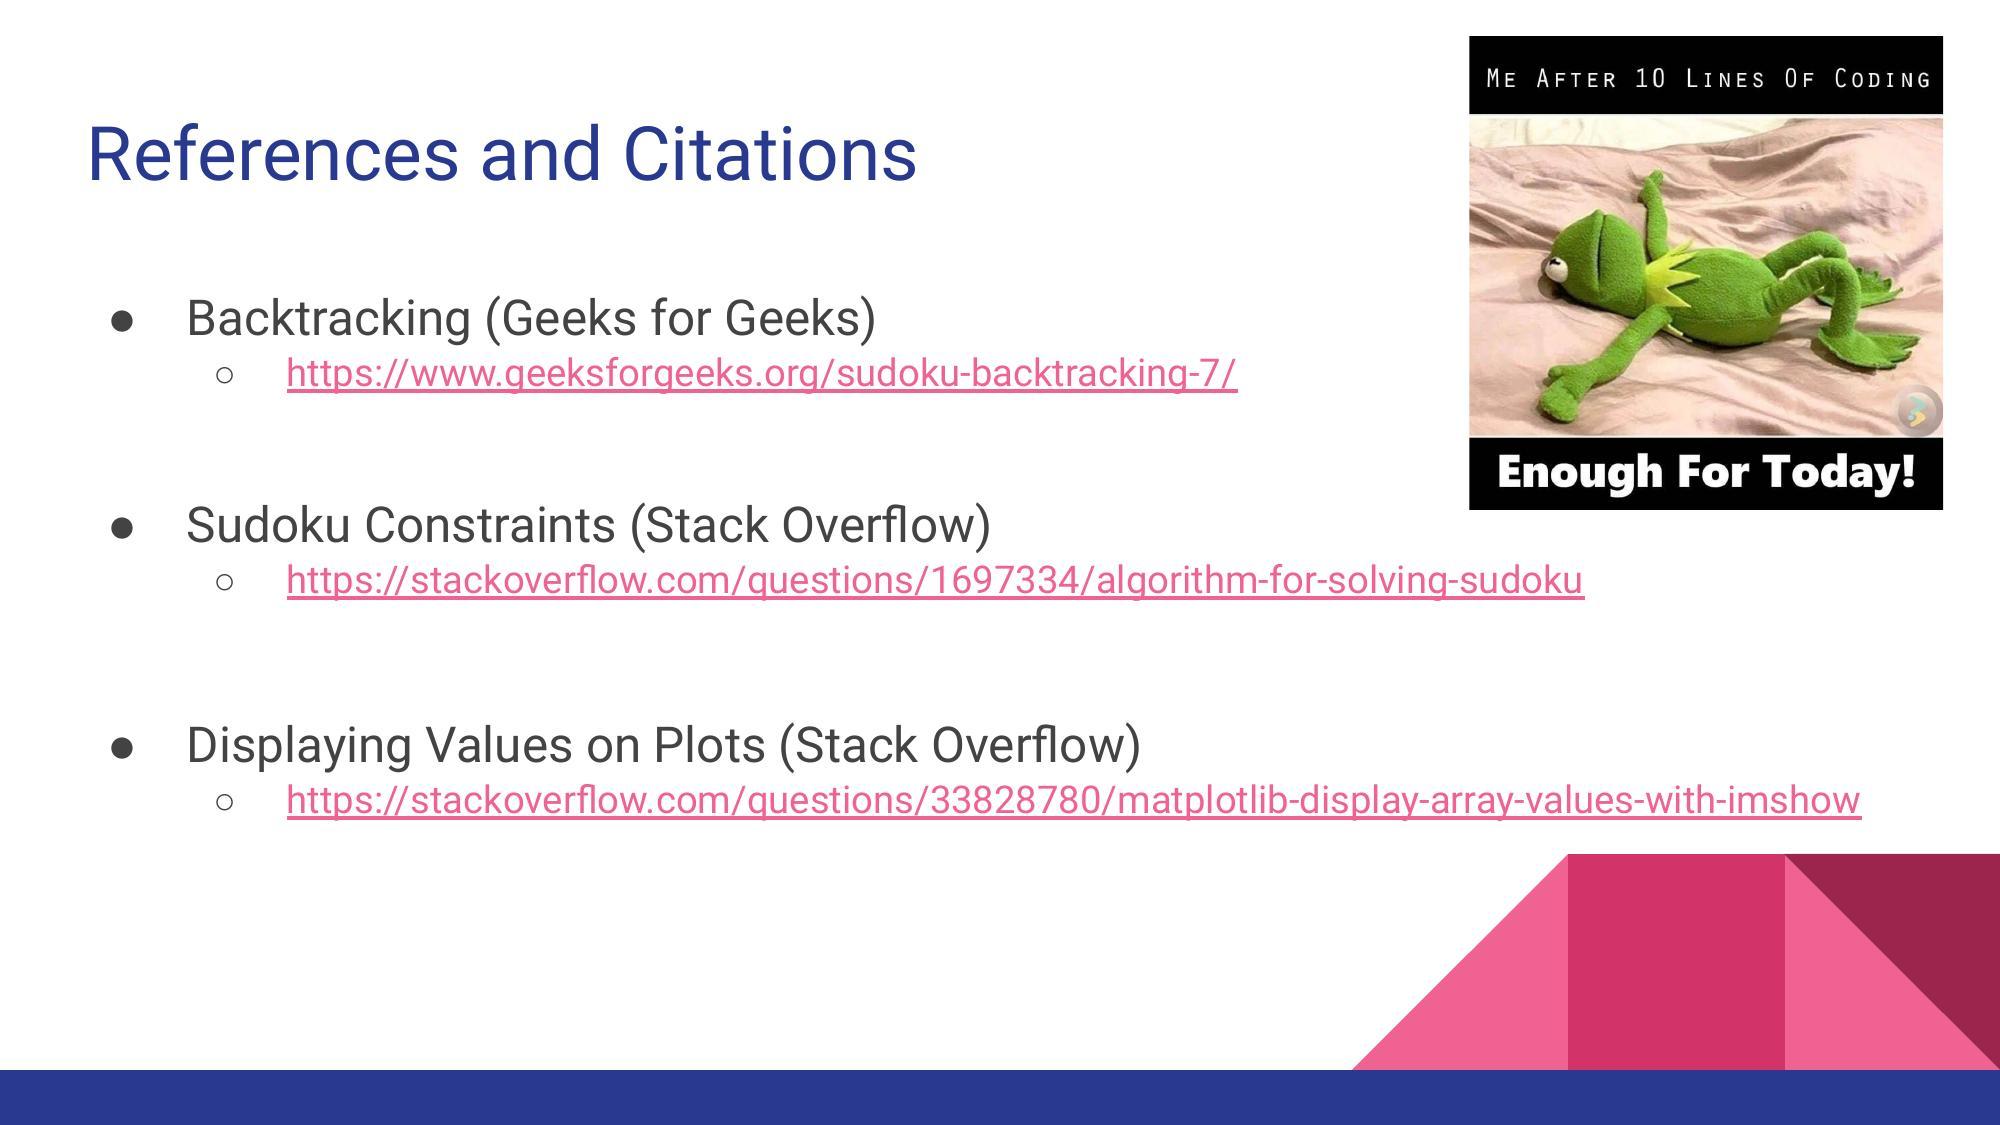 References and Citations
● Backtracking (Geeks for Geeks)
○ https://www.geeksforgeeks.org/sudoku-backtracking-7/
● Sudoku Constraints (Stack Overflow)
○ https://stackoverflow.com/questions/1697334/algorithm-for-solving-sudoku
● Displaying Values on Plots (Stack Overflow)
○ https://stackoverflow.com/questions/33828780/matplotlib-display-array-values-with-imshow
Me After 10 Lines Of Coding
Enough For Today!